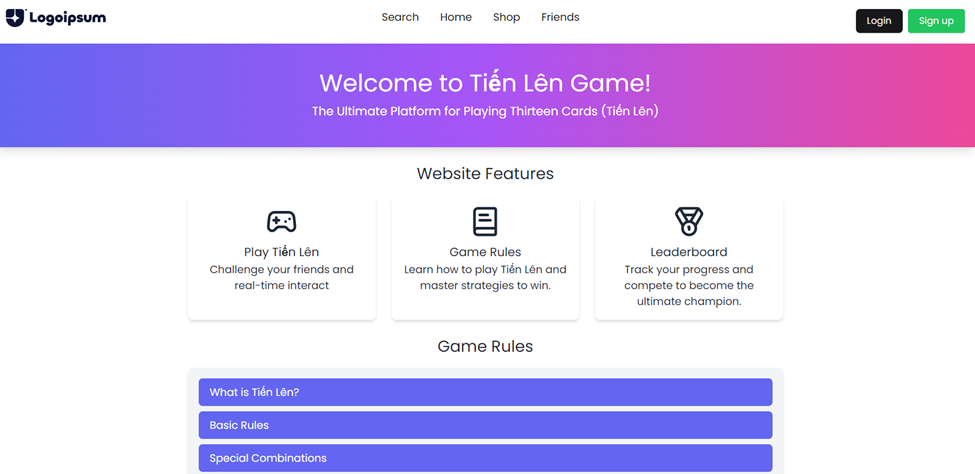 Logoipsum
Search Home Shop Friends
Login Sign up
Welcome to Tiến Lên Game!
The Ultimate Platform for Playing Thirteen Cards (Tiến Lên)
Website Features
Play Tiến Lên
Challenge your friends and
real-time interact
Game Rules
Learn how to play Tiến Lên and
master strategies to win.
Leaderboard
Track your progress and
compete to become the
ultimate champion.
Game Rules
What is Tiến Lên?
Basic Rules
Special Combinations